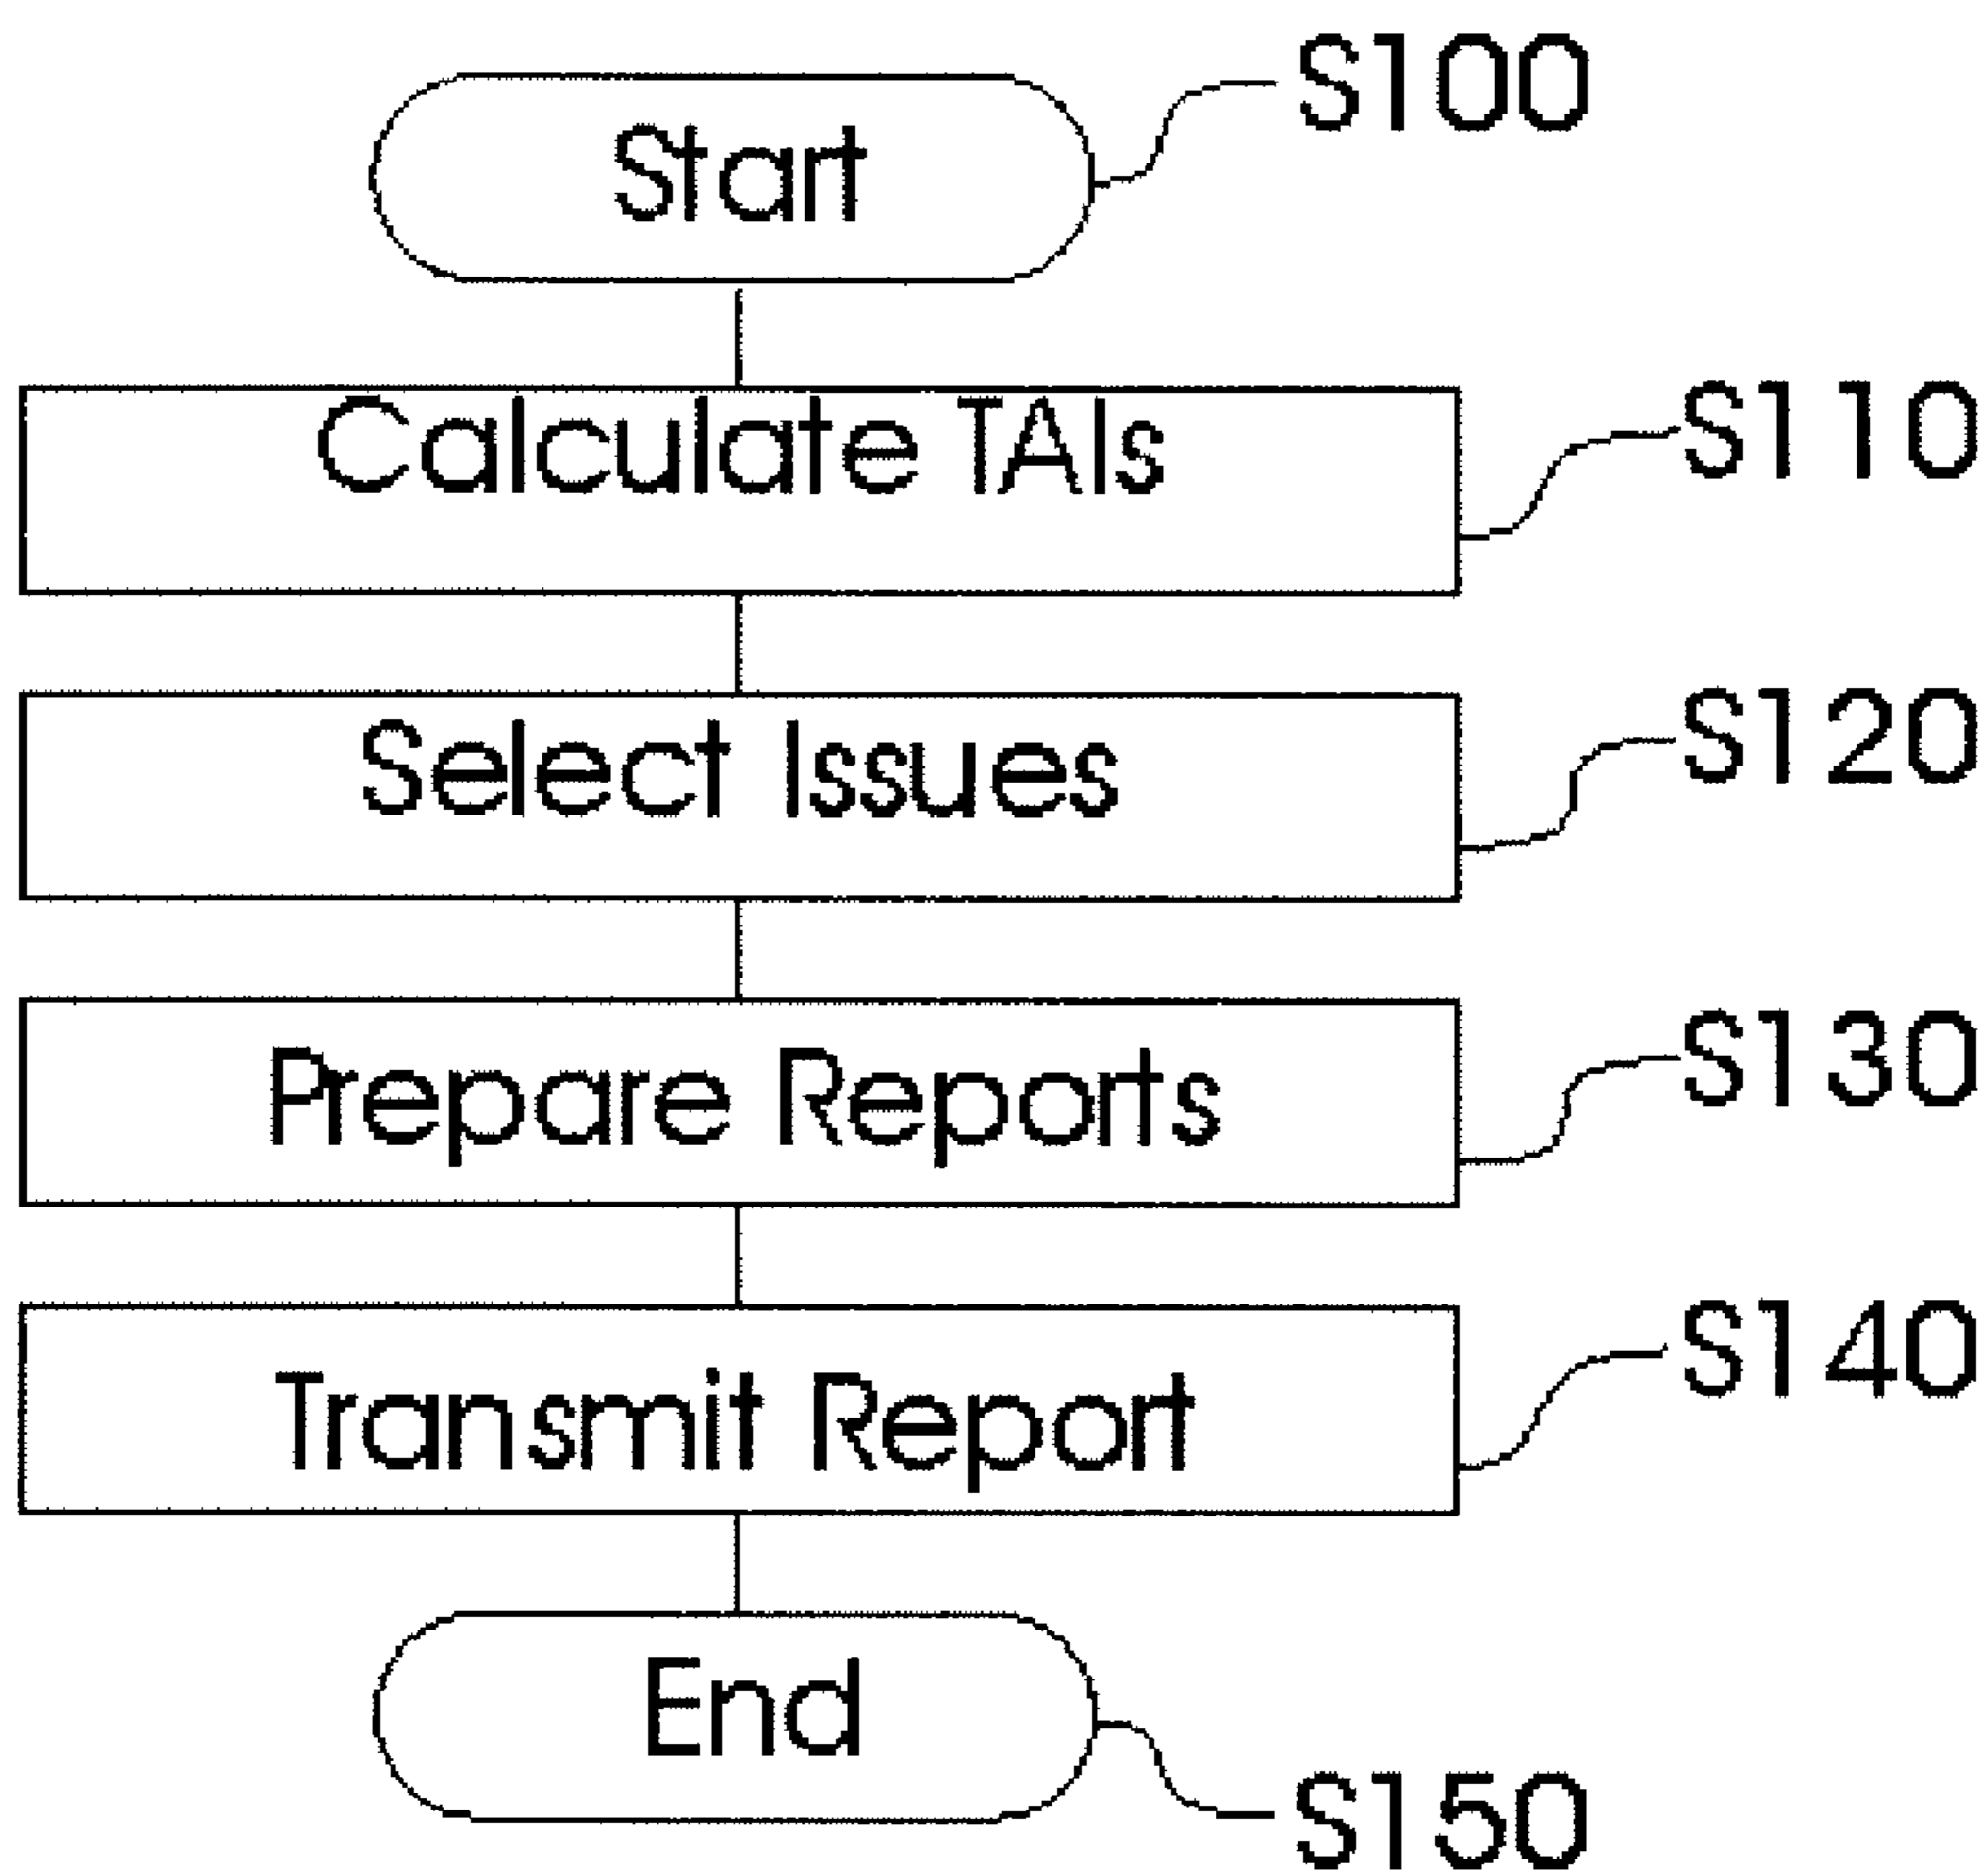 Start
S100
Calculate TAIs
S110
Select Issues
S120
Prepare Reports
S130
Transmit Report
S140
End
S150